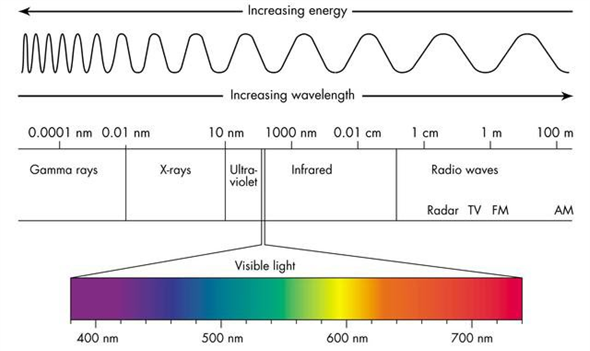 Increasing energy
Increasing wavelength
0.0001 nm 0.01 nm 10 nm 1000 nm 0.01 cm 1 cm 1 m 100 m
Gamma rays X-rays Ultra- Infrared Radio waves
violet
Radar TV FM AM
Visible light
400 nm 500 nm 600 nm 700 nm